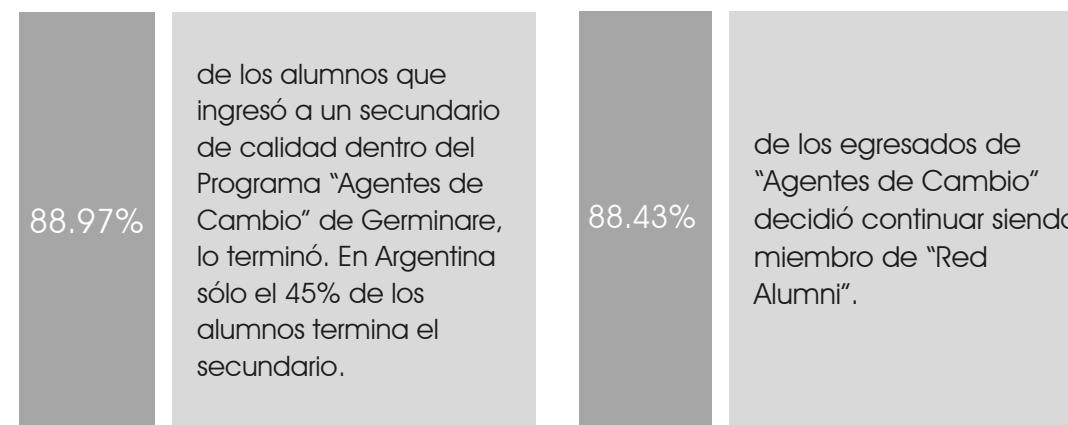 88.97%
de los alumnos que
ingresó a un secundario
de calidad dentro del
Programa “Agentes de
Cambio” de Germinare,
lo terminó. En Argentina
sólo el 45% de los
alumnos termina el
secundario.
88.43%
de los egresados de
“Agentes de Cambio”
decidió continuar siendo
miembro de “Red
Alumni”.